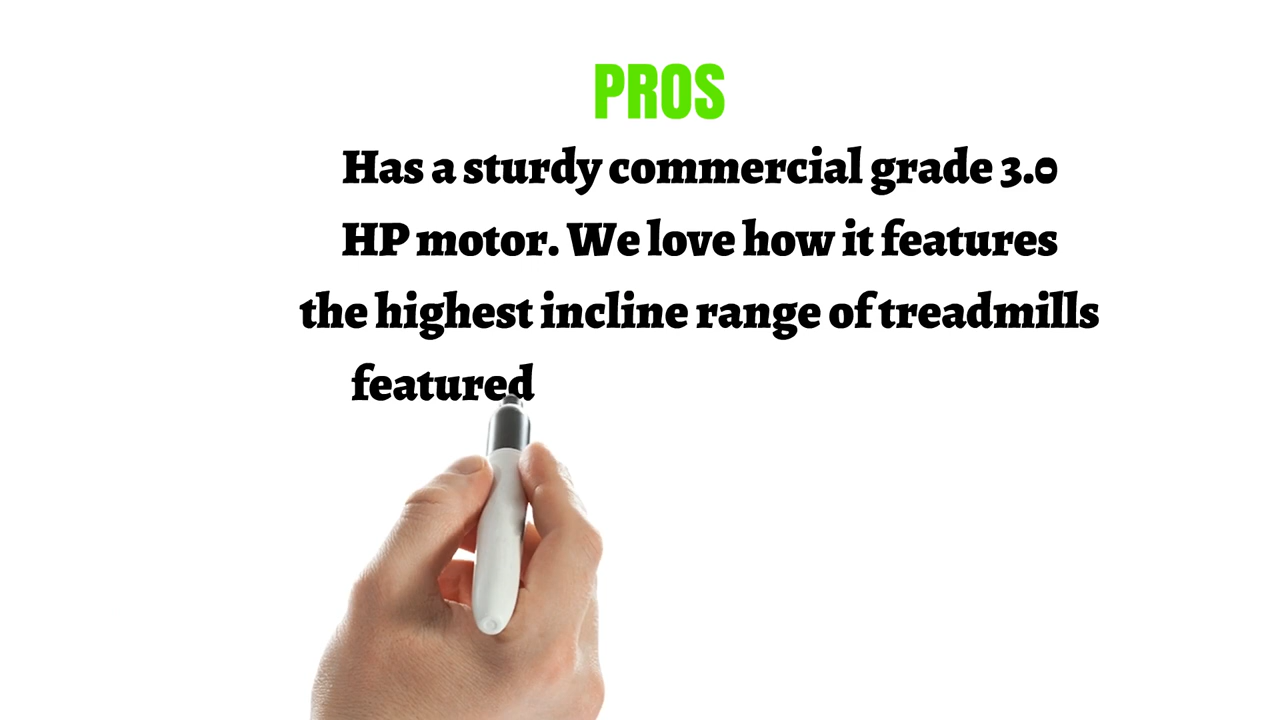 PROS
Has a sturdy commercial grade 3.0
HP motor. We love how it features
the highest incline range of treadmills
featured